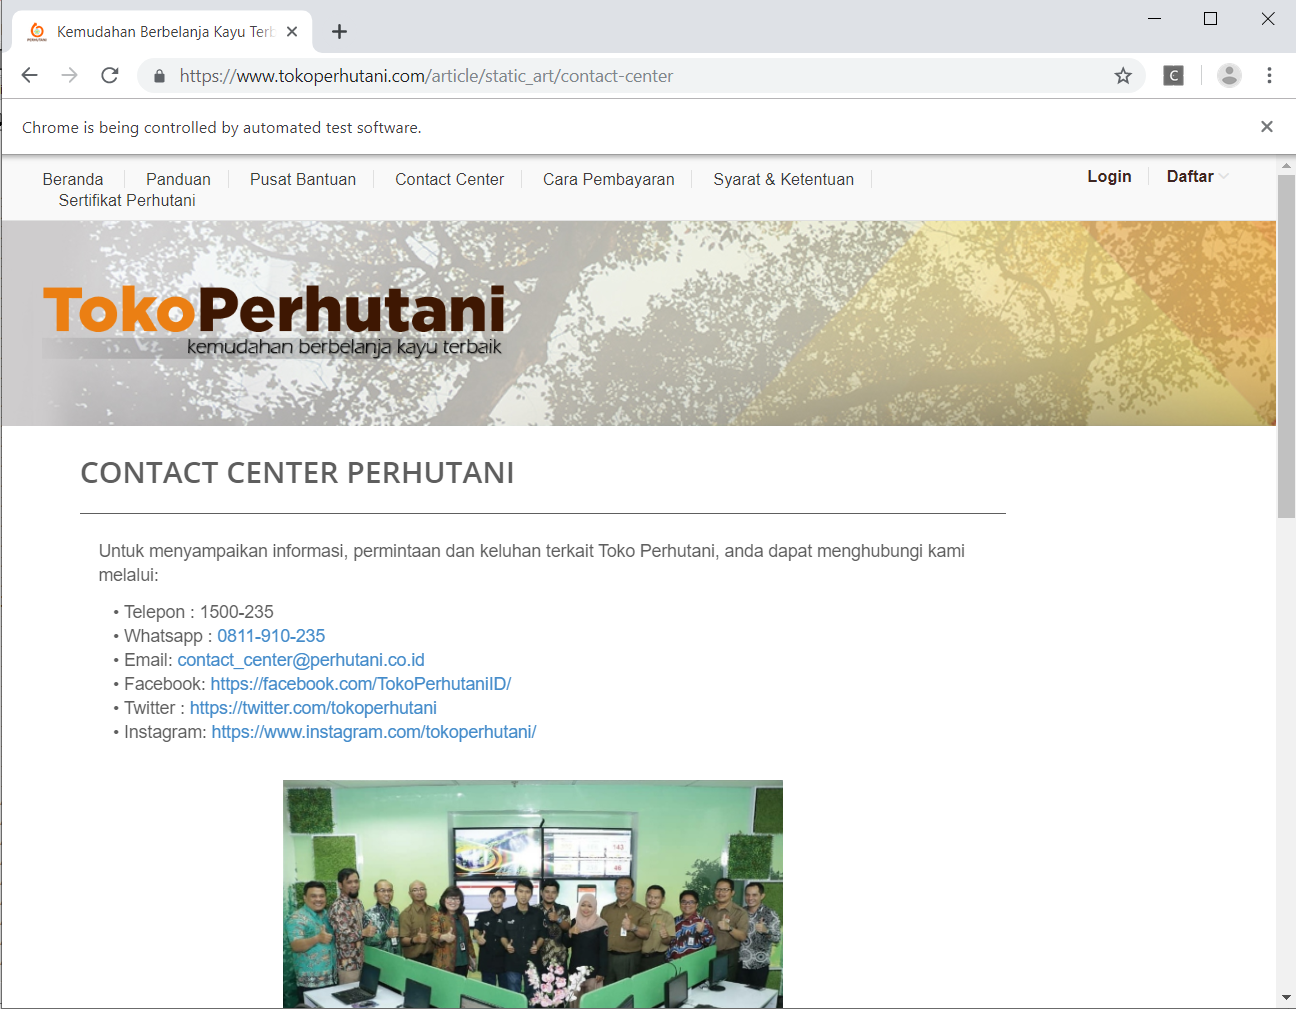 Kemudahan Berbelanja Kayu Terb
https://www.tokoperhutani.com/article/static_art/contact-center
C
Chrome is being controlled by automated test software.
Beranda Panduan Pusat Bantuan Contact Center Cara Pembayaran Syarat & Ketentuan Login Daftar
Sertifikat Perhutani
TokoPerhutani
kemudahan berbelanja kayu terbaik
CONTACT CENTER PERHUTANI
Untuk menyampaikan informasi, permintaan dan keluhan terkait Toko Perhutani, anda dapat menghubungi kami
melalui:
• Telepon : 1500-235
• Whatsapp : 0811-910-235
• Email: contact_center@perhutani.co.id
• Facebook: https://facebook.com/TokoPerhutaniID/
• Twitter : https://twitter.com/tokoperhutani
• Instagram: https://www.instagram.com/tokoperhutani/
143
46